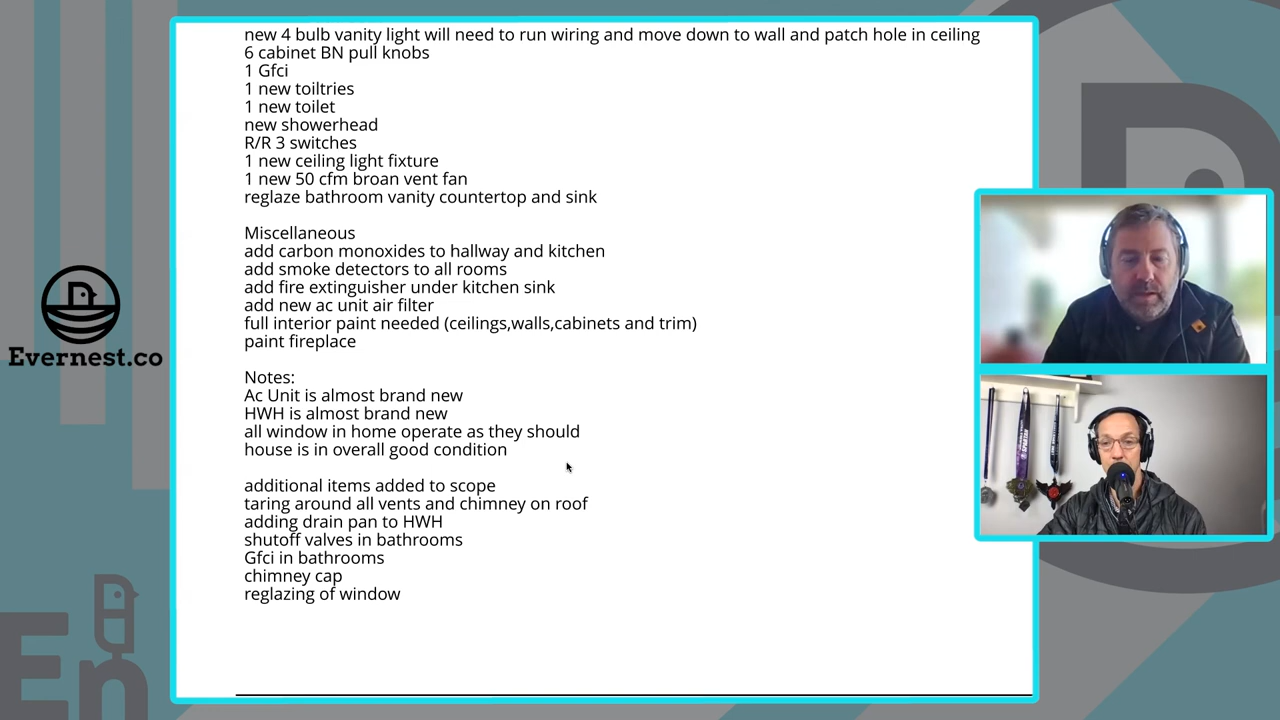 new 4 bulb vanity light will need to run wiring and move down to wall and patch hole in ceiling
6 cabinet BN pull knobs
1 Gfci
1 new toiltries
1 new toilet
new showerhead
R/R 3 switches
1 new ceiling light fixture
1 new 50 cfm broan vent fan
reglaze bathroom vanity countertop and sink
Miscellaneous
add carbon monoxides to hallway and kitchen
add smoke detectors to all rooms
add fire extinguisher under kitchen sink
add new ac unit air filter
full interior paint needed (ceilings,walls,cabinets and trim)
paint fireplace
Notes:
Ac Unit is almost brand new
HWH is almost brand new
all window in home operate as they should
house is in overall good condition
additional items added to scope
taring around all vents and chimney on roof
adding drain pan to HWH
shutoff valves in bathrooms
Gfci in bathrooms
chimney cap
reglazing of window
Evernest.co
En